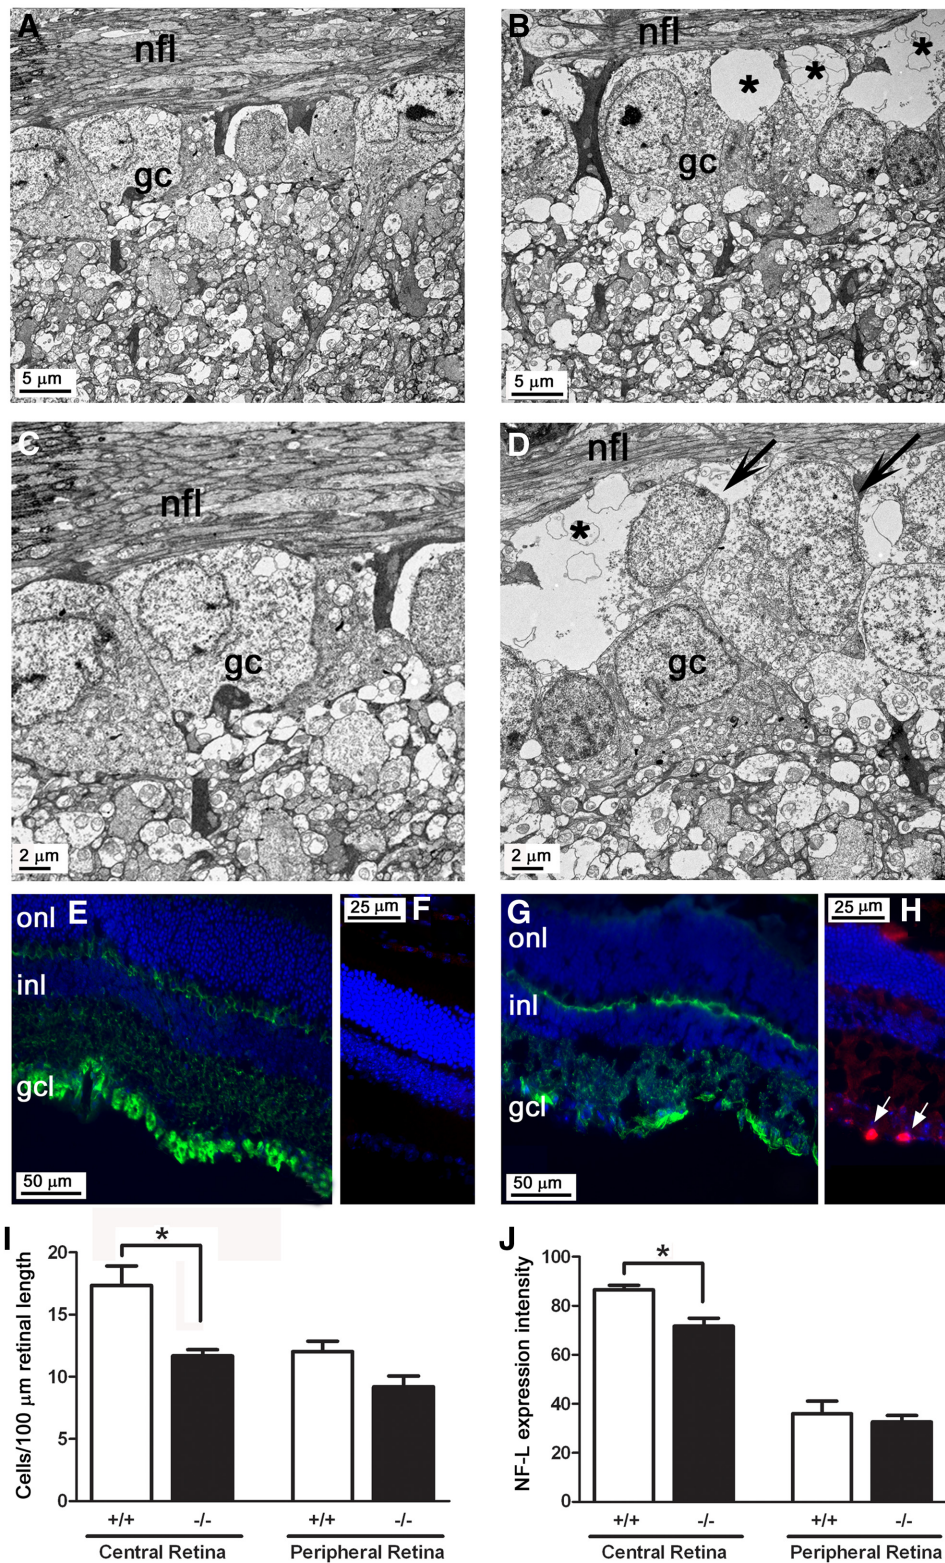 A
nfl
gc
5 μm
B
nfl
*
*
*
gc
5 μm
C
nfl
gc
2 μm
D
nfl
*
gc
2 μm
onl
E
inl
gcl
50 μm
25 μm
F
G
onl
inl
gcl
50 μm
25 μm
H
I
Cells/100 μm retinal length
20
15
10
5
0
*
+/+
-/-
+/+
-/-
Central Retina
Peripheral Retina
J
NF-L expression intensity
100
80
60
40
20
0
*
+/+
-/-
+/+
-/-
Central Retina
Peripheral Retina